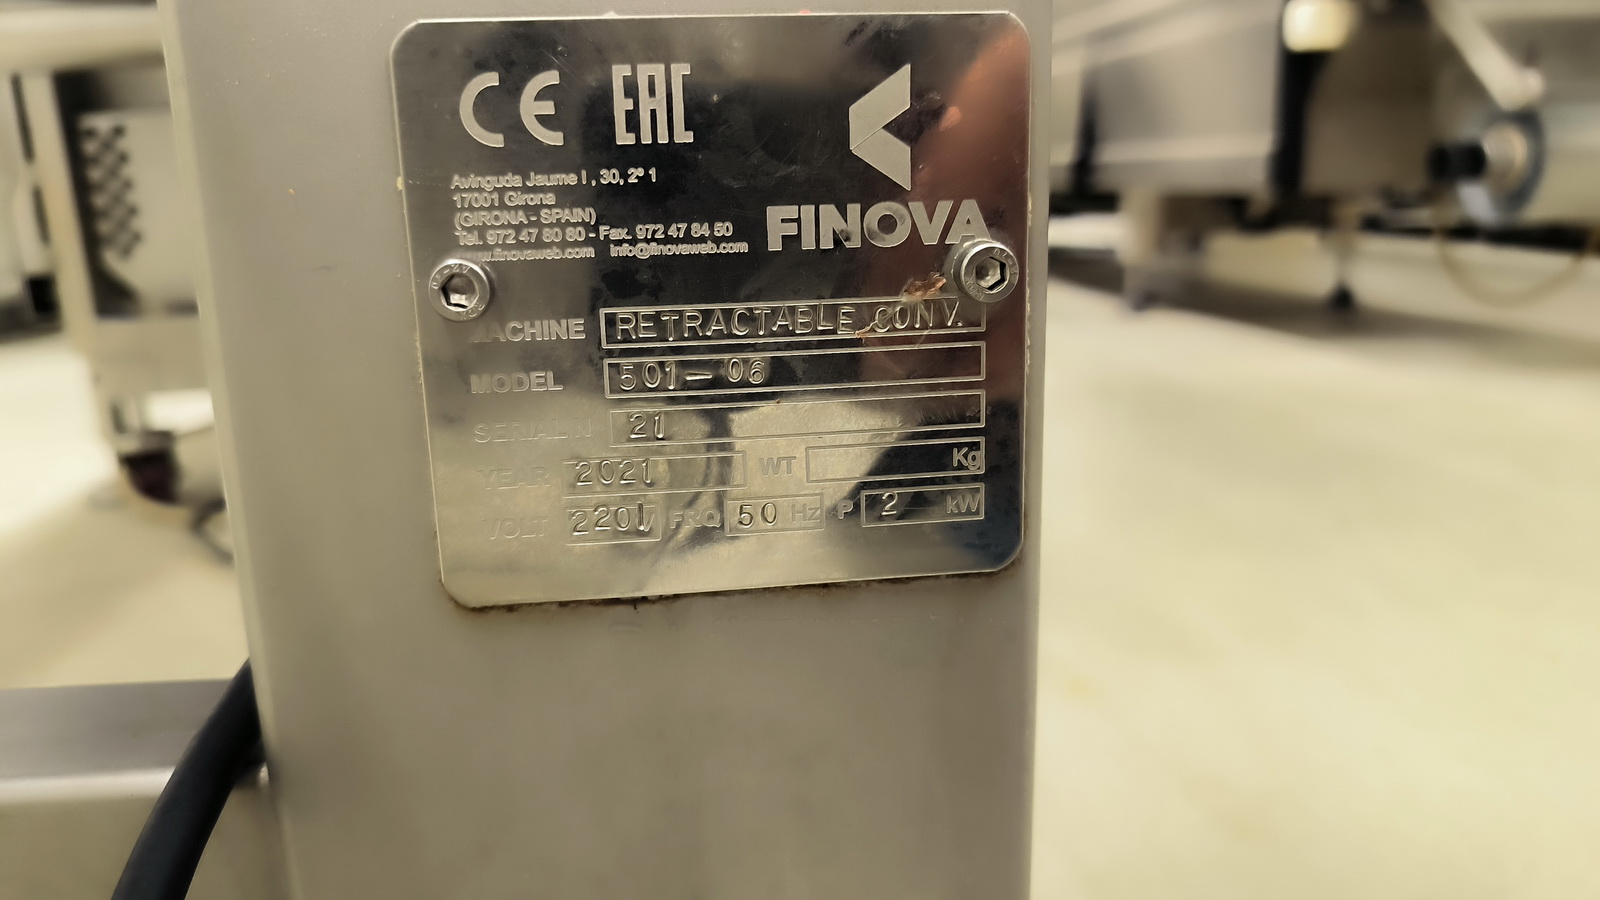 CE EAC
Avinguda Jaume I , 30, 2º 1
17001 Girona
(GIRONA - SPAIN)
Tel. 972 47 80 80 - Fax. 972 47 84 50
www.finovaweb.com info@finovaweb.com
FINOVA
MACHINE RETRACTABLE CONV.
MODEL 501-06
SERIAL N 21
YEAR 2021 WT Kg
VOLT 220V FRQ 50 Hz P 2 kW